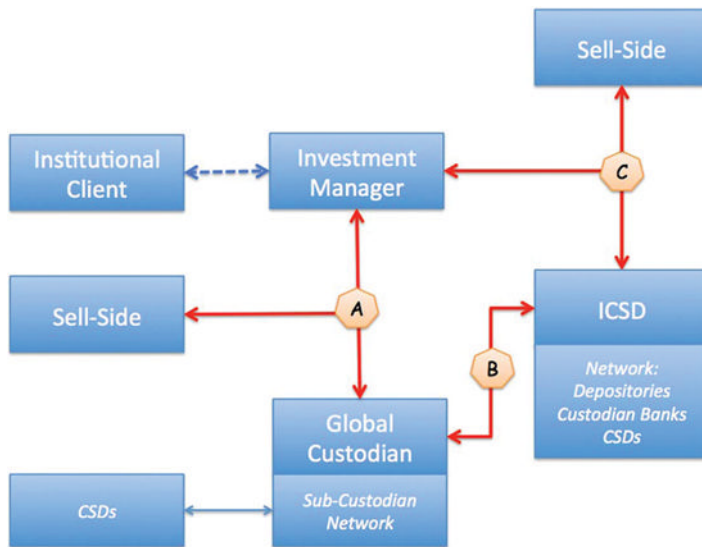 Sell-Side
Institutional
Client
Investment
Manager
C
Sell-Side
A
ICSD
B
Network:
Depositories
Custodian Banks
CSDs
Global
Custodian
CSDs
Sub-Custodian
Network